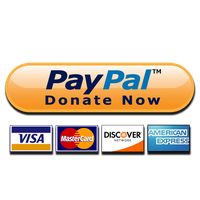 PayPal™
Donate Now
VISA MasterCard DISCOVER NETWORK AMERICAN EXPRESS